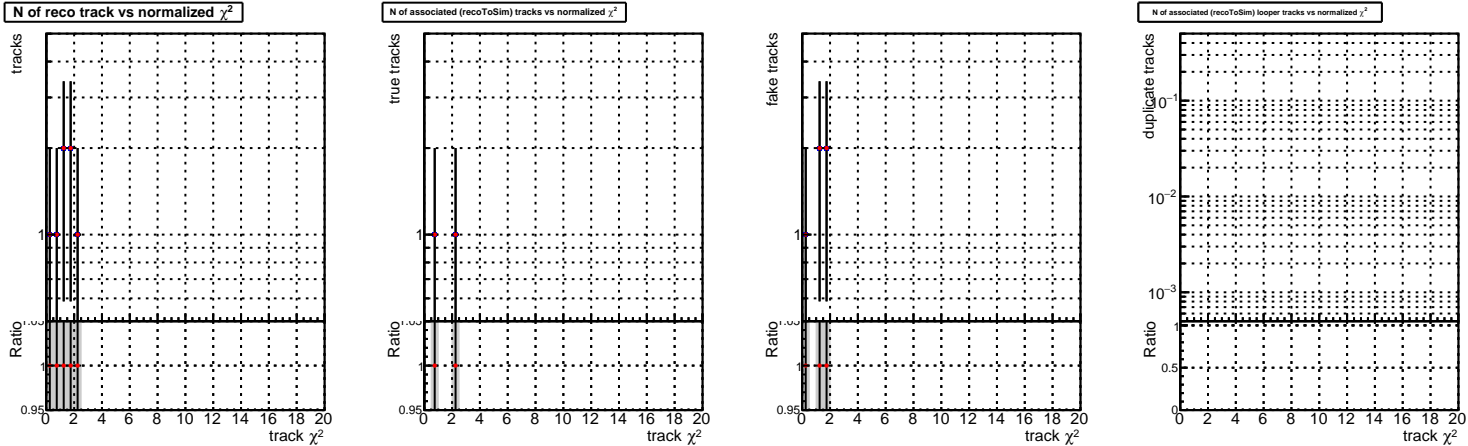 N of reco track vs normalized χ²
tracks
1
Ratio
1
0.95
0 2 4 6 8 10 12 14 16 18 20
track χ²
N of associated (recoToSim) tracks vs normalized χ²
true tracks
1
Ratio
1
0.95
0 2 4 6 8 10 12 14 16 18 20
track χ²
fake tracks
1
Ratio
1
0.95
0 2 4 6 8 10 12 14 16 18 20
track χ²
N of associated (recoToSim) looper tracks vs normalized χ²
duplicate tracks
10⁻¹
10⁻²
10⁻³
Ratio
1
0.5
0
0 2 4 6 8 10 12 14 16 18 20
track χ²